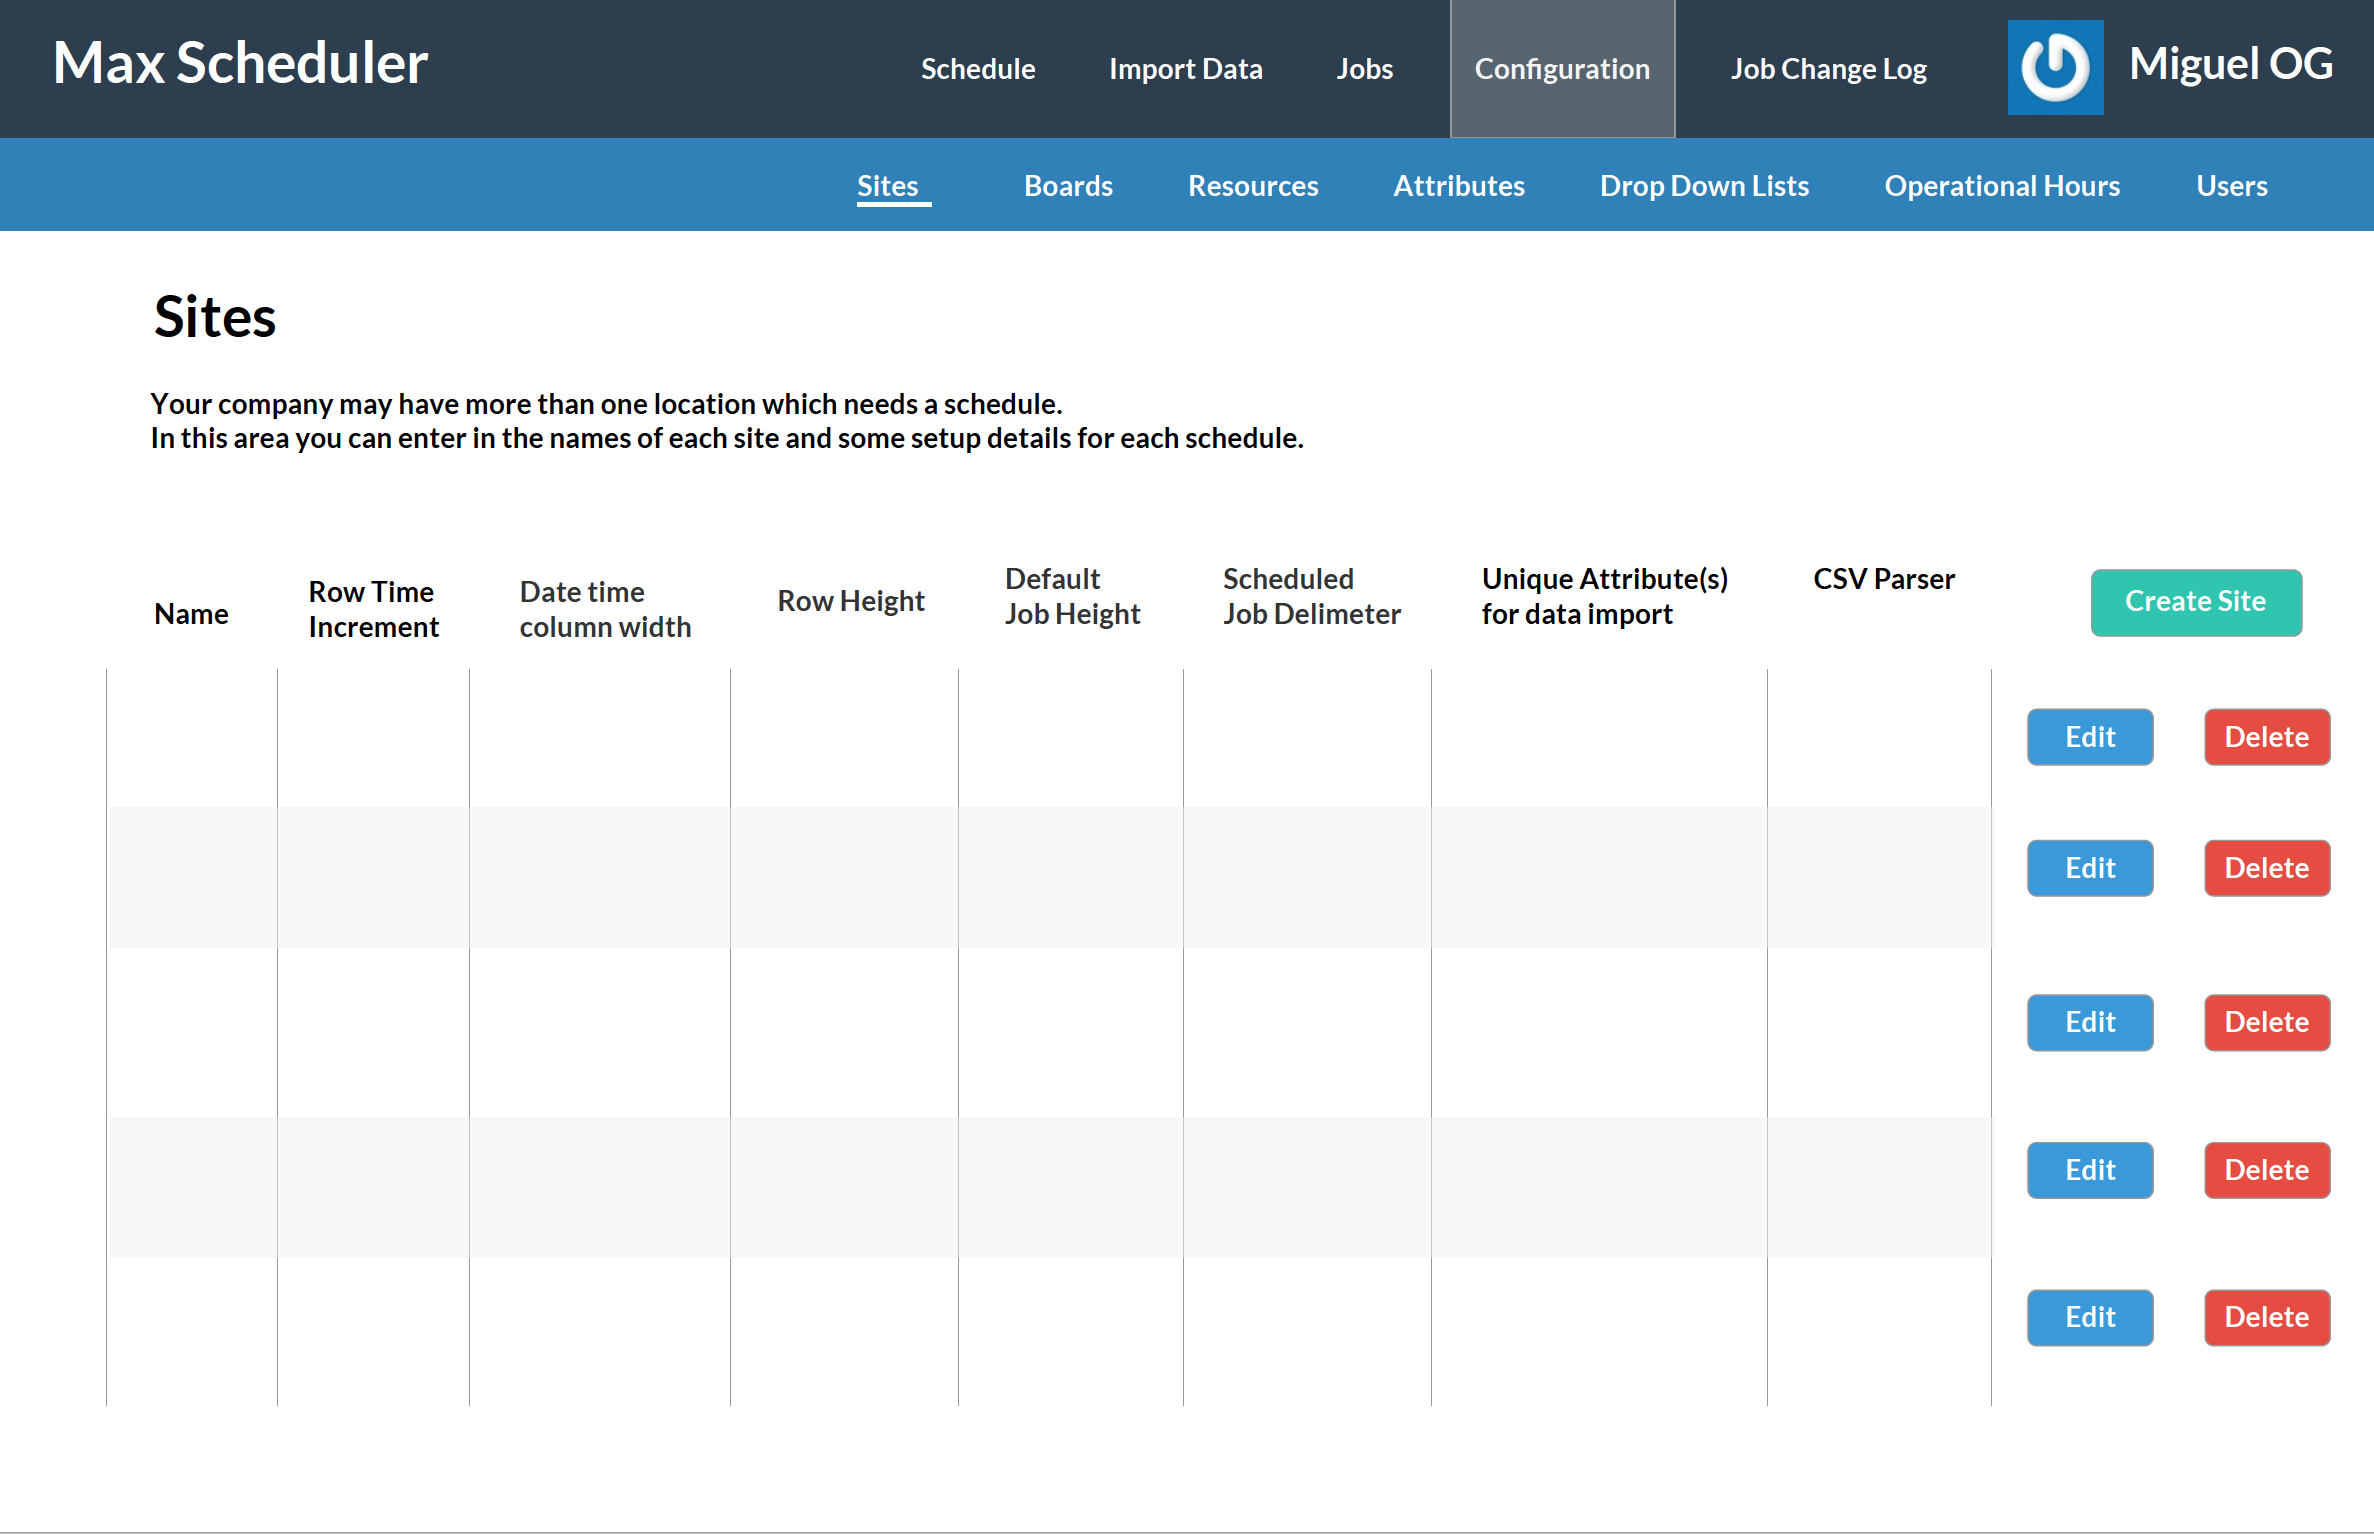 Max Scheduler
Schedule Import Data Jobs Configuration Job Change Log Miguel OG
Sites Boards Resources Attributes Drop Down Lists Operational Hours Users
Sites
Your company may have more than one location which needs a schedule.
In this area you can enter in the names of each site and some setup details for each schedule.
Name
Row Time
Increment
Date time
column width
Row Height
Default
Job Height
Scheduled
Job Delimeter
Unique Attribute(s)
for data import
CSV Parser
Create Site
Edit Delete
Edit Delete
Edit Delete
Edit Delete
Edit Delete